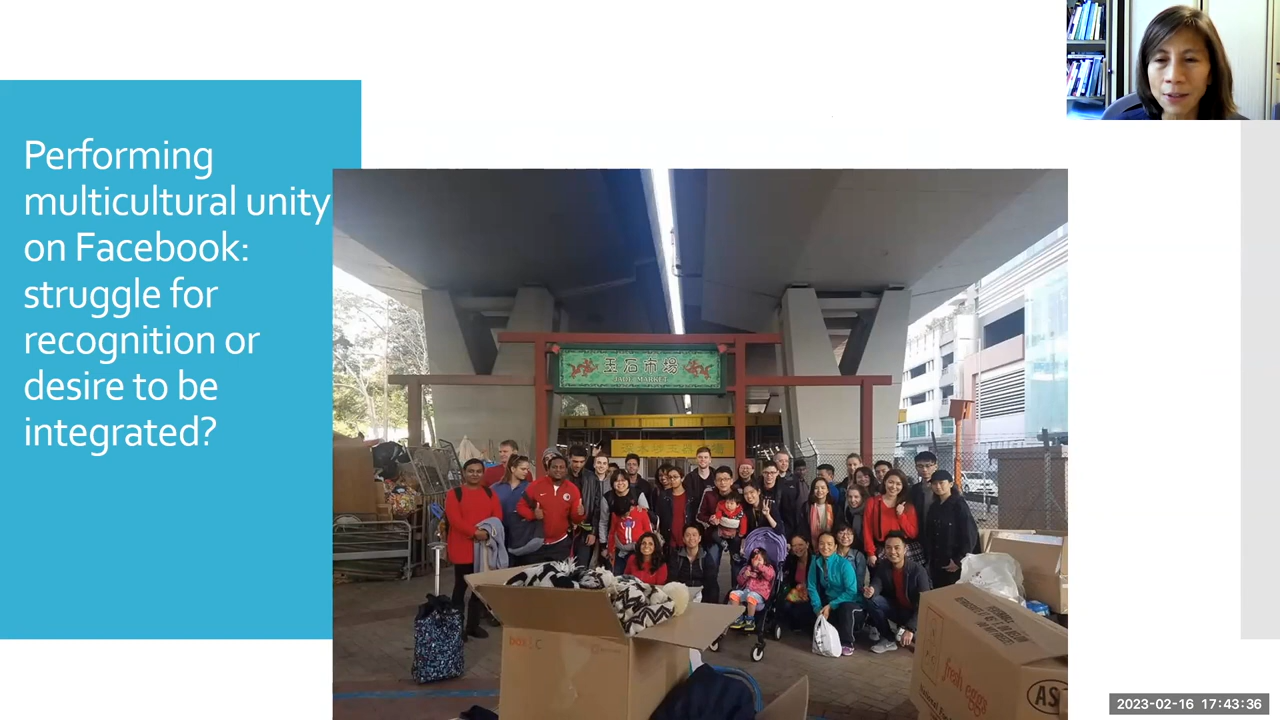 Performing
multicultural unity
on Facebook:
struggle for
recognition or
desire to be
integrated?
玉石市場
JADE MARKET
fresh eggs
AS
2023-02-16 17:43:36